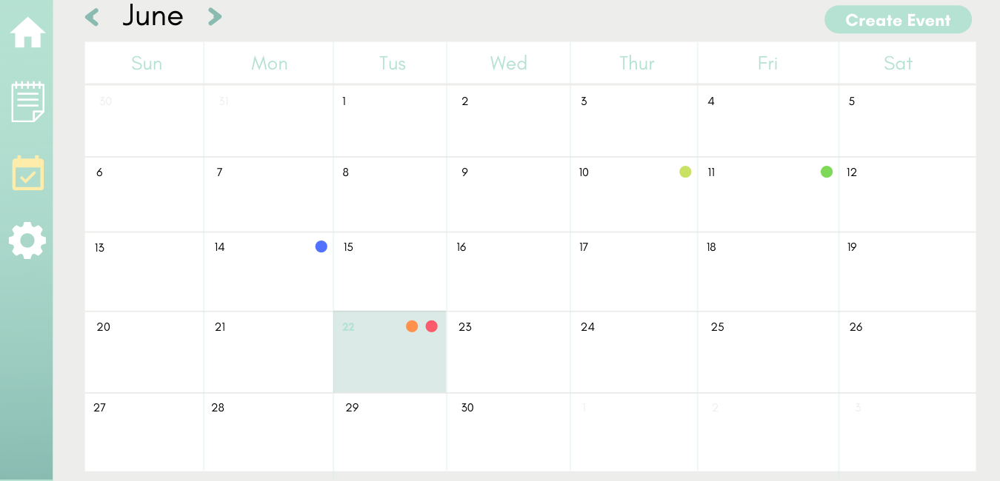 June
Create Event
Sun Mon Tus Wed Thur Fri Sat
30 31 1 2 3 4 5
6 7 8 9 10 11 12
13 14 15 16 17 18 19
20 21 22 23 24 25 26
27 28 29 30 1 2 3